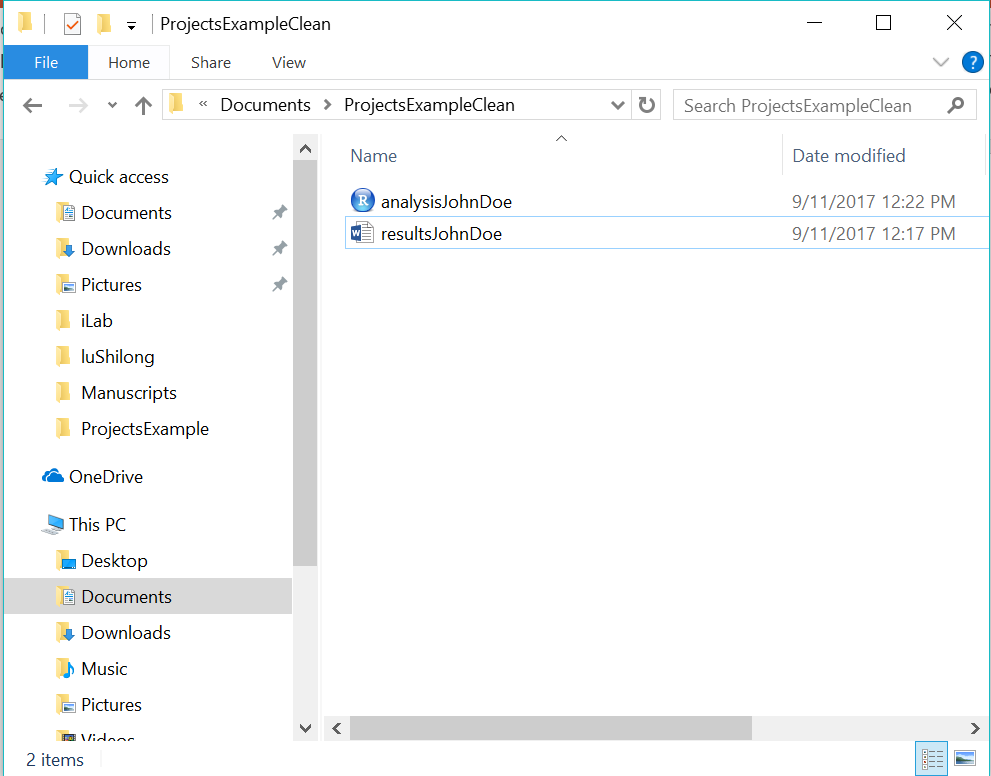 ProjectsExampleClean
File Home Share View ?
« Documents > ProjectsExampleClean Search ProjectsExampleClean
Name Date modified
analysisJohnDoe 9/11/2017 12:22 PM
resultsJohnDoe 9/11/2017 12:17 PM
Quick access
Documents
Downloads
Pictures
iLab
luShilong
Manuscripts
ProjectsExample
OneDrive
This PC
Desktop
Documents
Downloads
Music
Pictures
Videos
2 items